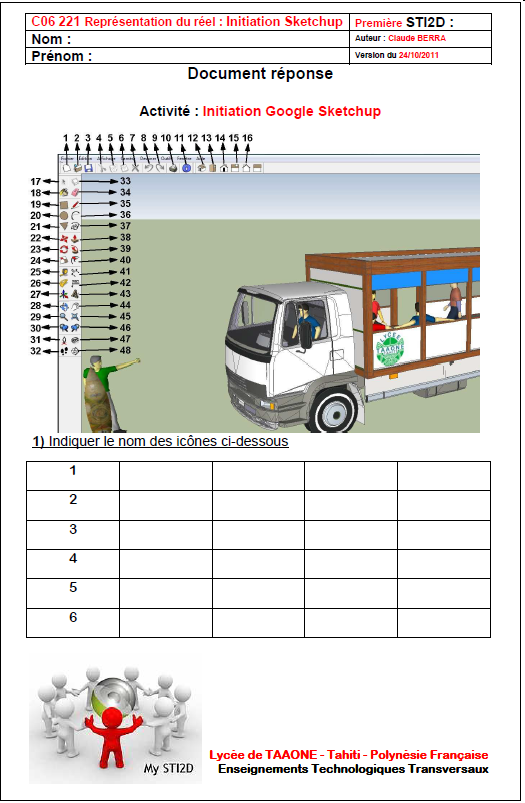 C06 221 Représentation du réel : Initiation Sketchup
Première STI2D :
Nom :
Auteur : Claude BERRA
Prénom :
Version du 24/10/2011
Document réponse
Activité : Initiation Google Sketchup
1 2 3 4 5 6 7 8 9 10 11 12 13 14 15 16
17 33
18 34
19 35
20 36
21 37
22 38
23 39
24 40
25 41
26 42
27 43
28 44
29 45
30 46
31 47
32 48
LYCÉE
TAAONE
1) Indiquer le nom des icônes ci-dessous
1
2
3
4
5
6
My STI2D
Lycée de TAAONE - Tahiti - Polynésie Française
Enseignements Technologiques Transversaux